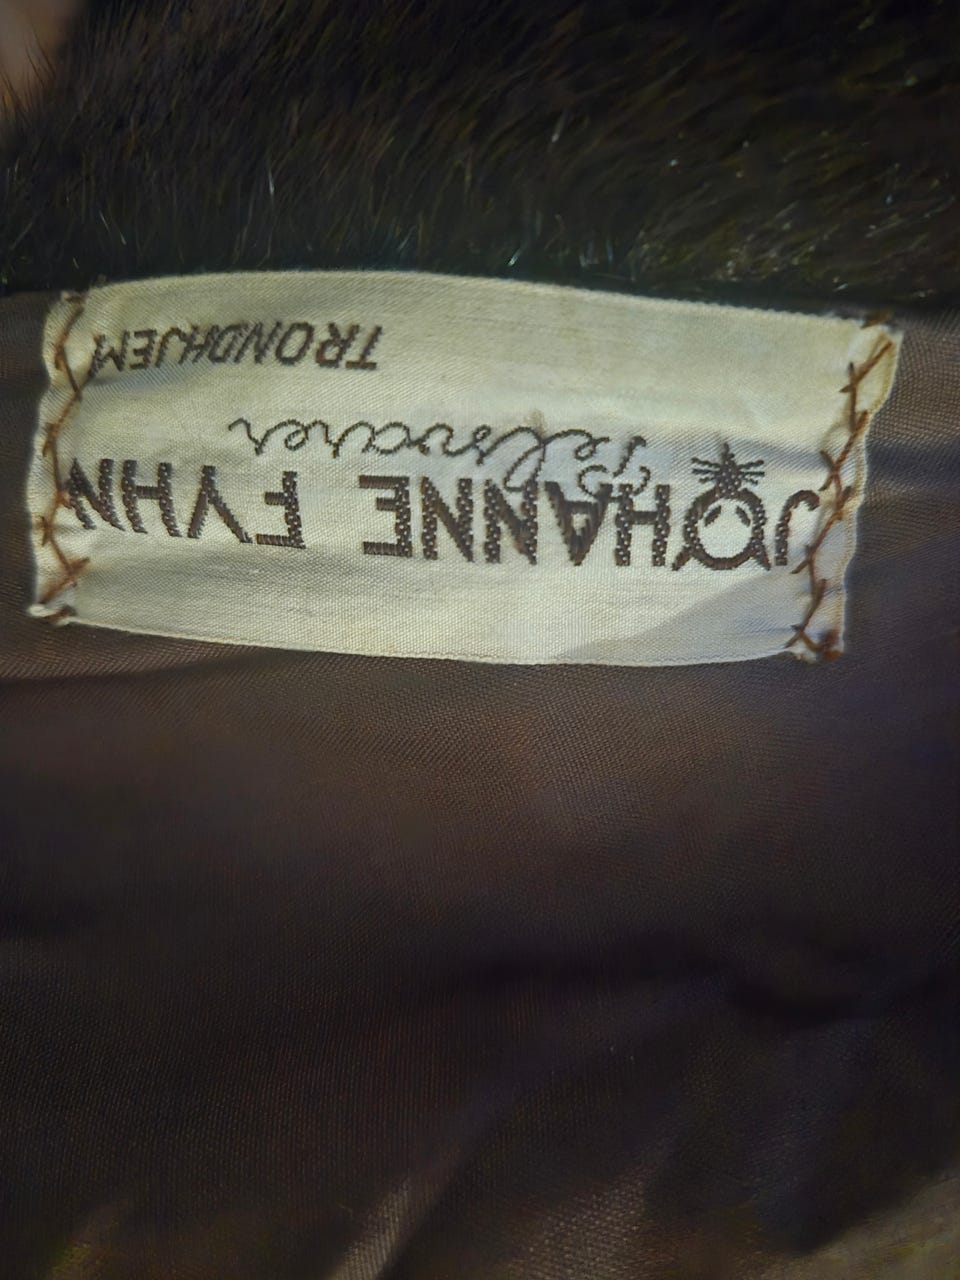 JOHANNE FYHN
Pelsvarer
TRONDHJEM